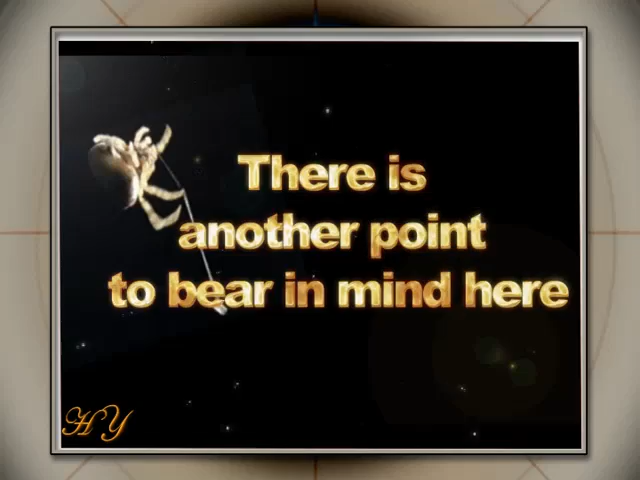 There is
another point
to bear in mind here
HY